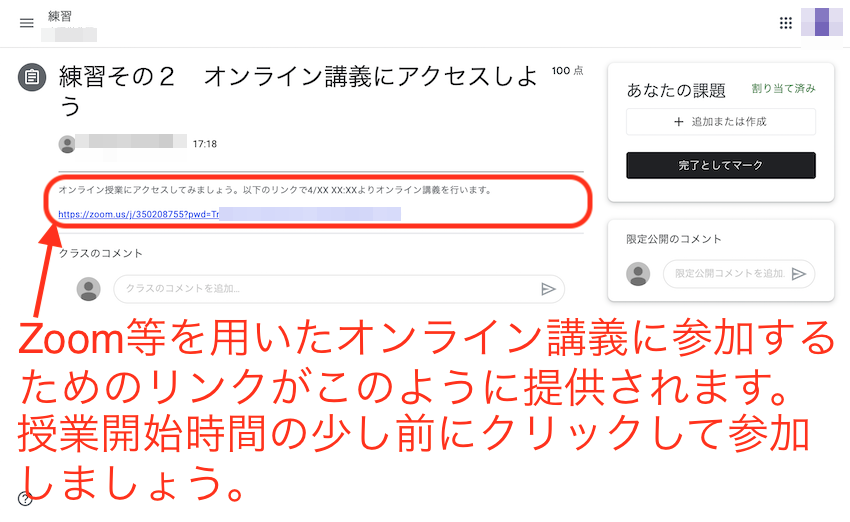 練習
練習その２　オンライン講義にアクセスしよ
う
100 点
17:18
オンライン授業にアクセスしてみましょう。以下のリンクで4/XX XX:XXよりオンライン講義を行います。
https://zoom.us/j/350208755?pwd=Tr
クラスのコメント
クラスのコメントを追加...
あなたの課題
割り当て済み
+ 追加または作成
完了としてマーク
限定公開のコメント
限定公開コメントを追加
Zoom等を用いたオンライン講義に参加する
ためのリンクがこのように提供されます。
授業開始時間の少し前にクリックして参加
しましょう。